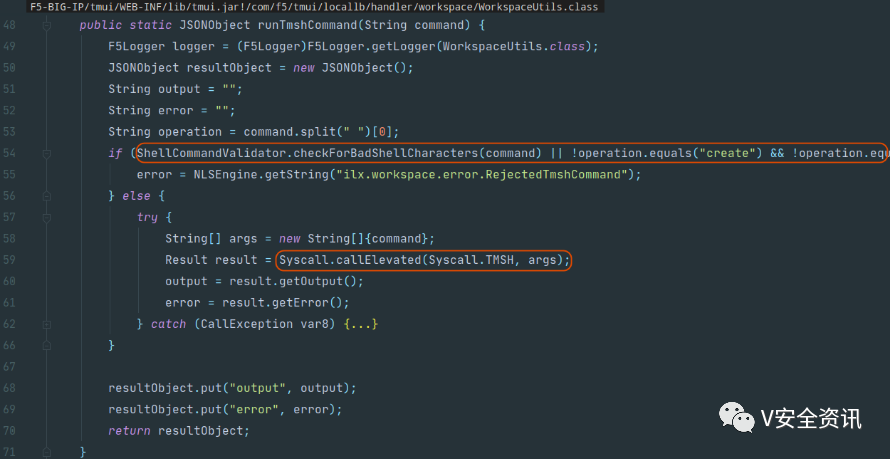 F5-BIG-IP/tmui/WEB-INF/lib/tmui.jar!/com/f5/tmui/locallb/handler/workspace/WorkspaceUtils.class
48 public static JSONObject runTmshCommand(String command) {
49 F5Logger logger = (F5Logger)F5Logger.getLogger(WorkspaceUtils.class);
50 JSONObject resultObject = new JSONObject();
51 String output = "";
52 String error = "";
53 String operation = command.split(" ")[0];
54 if (ShellCommandValidator.checkForBadShellCharacters(command) || !operation.equals("create") && !operation.equ
55 error = NLSEngine.getString("ilx.workspace.error.RejectedTmshCommand");
56 } else {
57 try {
58 String[] args = new String[]{command};
59 Result result = Syscall.callElevated(Syscall.TMSH, args);
60 output = result.getOutput();
61 error = result.getError();
62 } catch (CallException var8) {...}
66 }
67
68 resultObject.put("output", output);
69 resultObject.put("error", error);
70 return resultObject;
71 }
V安全资讯